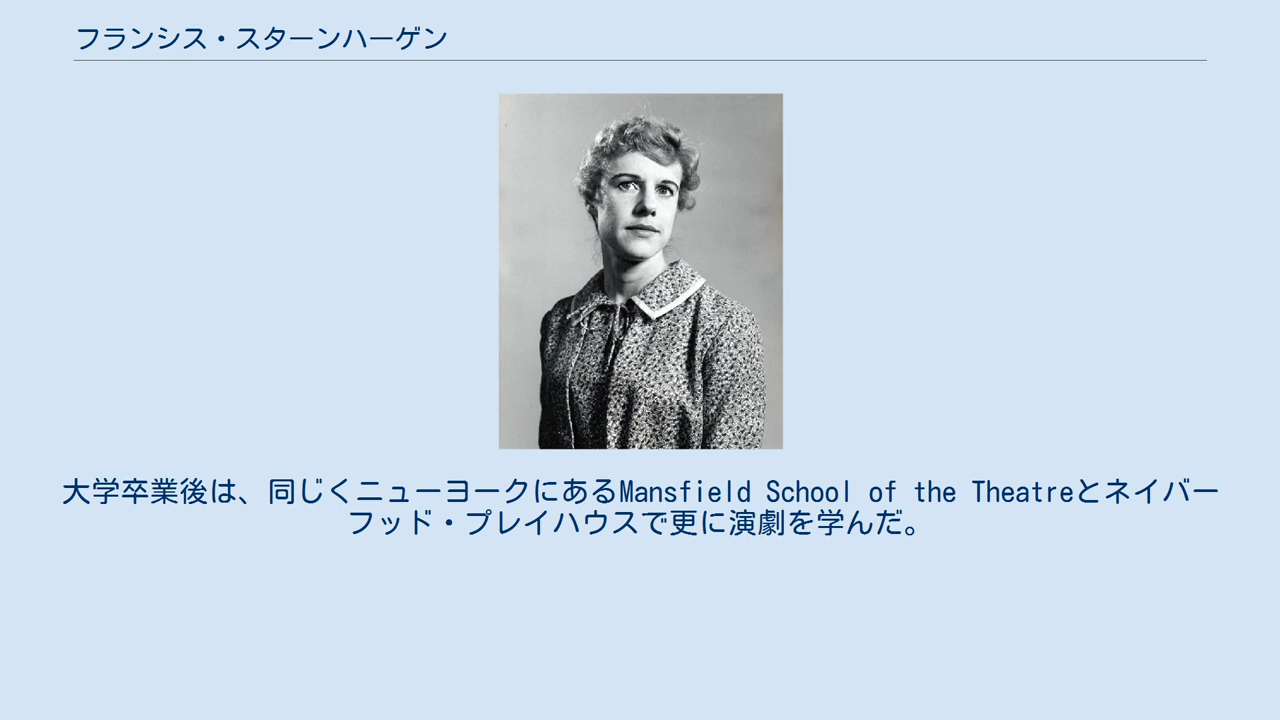 フランシス・スターンハーゲン
大学卒業後は、同じくニューヨークにあるMansfield School of the Theatreとネイバー
フッド・プレイハウスで更に演劇を学んだ。